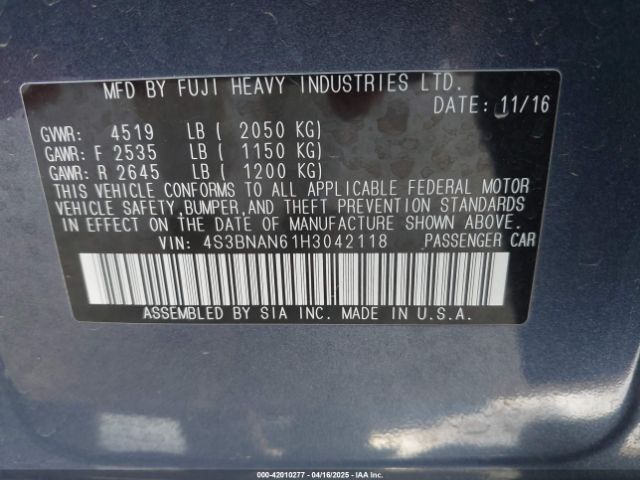 MFD BY FUJI HEAVY INDUSTRIES LTD.
DATE: 11/16
GVWR: 4519 LB ( 2050 KG)
GAWR: F 2535 LB ( 1150 KG)
GAWR: R 2645 LB ( 1200 KG)
THIS VEHICLE CONFORMS TO ALL APPLICABLE FEDERAL MOTOR
VEHICLE SAFETY,BUMPER,AND THEFT PREVENTION STANDARDS
IN EFFECT ON THE DATE OF MANUFACTURE SHOWN ABOVE.
VIN: 4S3BNAN61H3042118 PASSENGER CAR
ASSEMBLED BY SIA INC. MADE IN U.S.A.
000-42010277 - 04/16/2025 - IAA Inc.